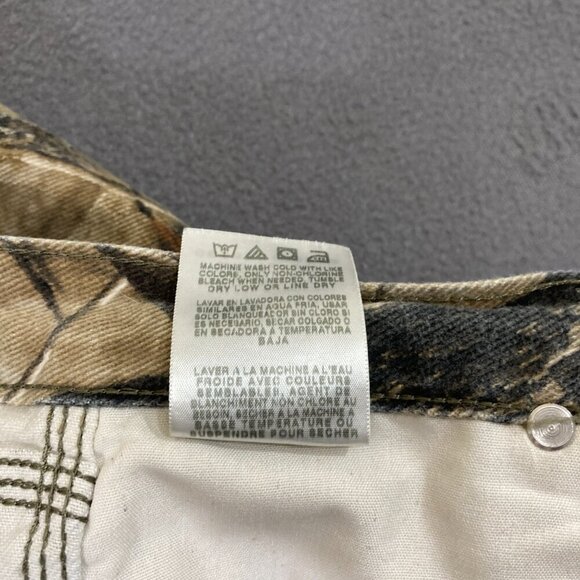 MACHINE WASH COLD WITH LIKE
COLORS, ONLY NON-CHLORINE
BLEACH WHEN NEEDED, TUMBLE
DRY LOW OR LINE DRY
LAVAR EN LAVADORA CON COLORES
SIMILARES EN AGUA FRIA, USAR
SOLO BLANQUEADOR SIN CLORO SI
ES NECESARIO, SECAR COLGADO O
EN SECADORA A TEMPERATURA
BAJA
LAVER A LA MACHINE A L'EAU
FROIDE AVEC COULEURS
SEMBLABLES, AGENT DE
BLANCHIMENT NON CHLORE AU
BESOIN, SECHER A LA MACHINE A
BASSE TEMPERATURE OU
SUSPENDRE POUR SECHER